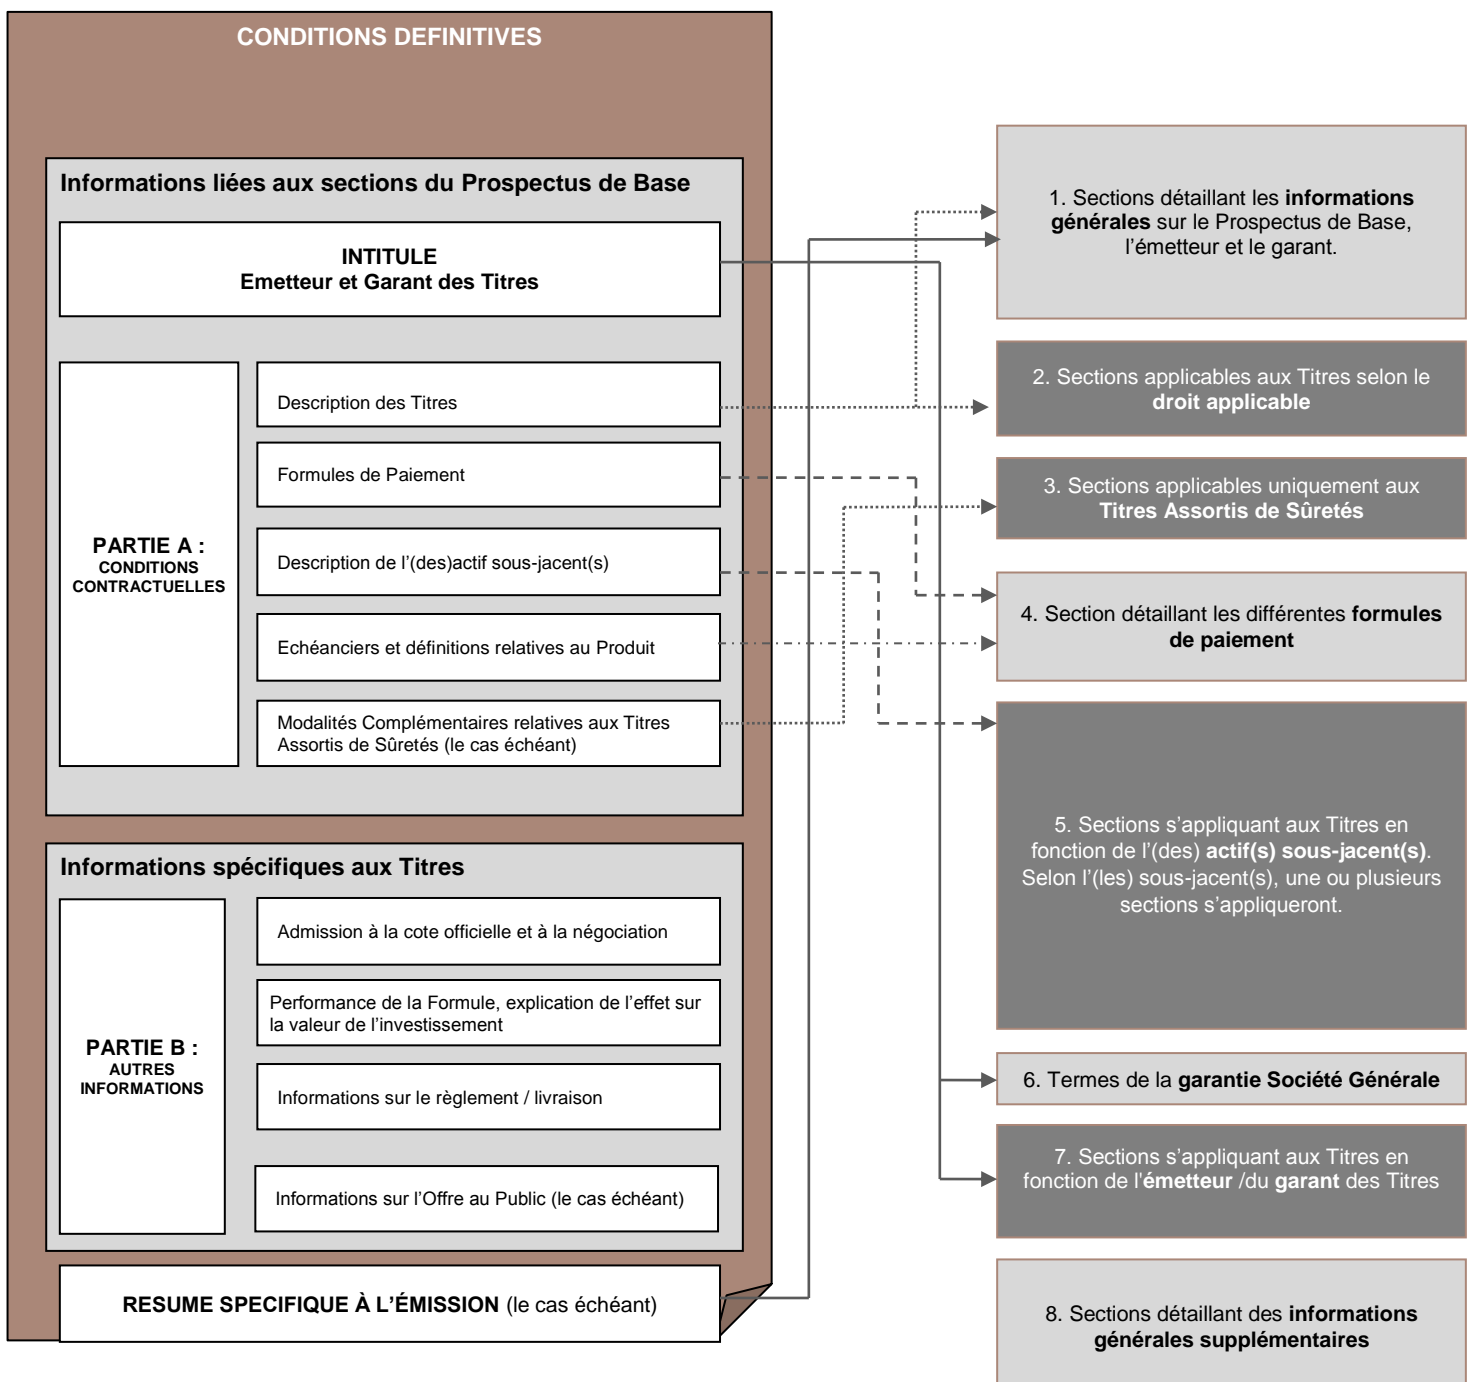 CONDITIONS DEFINITIVES
Informations liées aux sections du Prospectus de Base
INTITULE
Emetteur et Garant des Titres
PARTIE A :
CONDITIONS
CONTRACTUELLES
Description des Titres
Formules de Paiement
Description de l’(des)actif sous-jacent(s)
Echéanciers et définitions relatives au Produit
Modalités Complémentaires relatives aux Titres
Assortis de Sûretés (le cas échéant)
Informations spécifiques aux Titres
PARTIE B :
AUTRES
INFORMATIONS
Admission à la cote officielle et à la négociation
Performance de la Formule, explication de l’effet sur
la valeur de l’investissement
Informations sur le règlement / livraison
Informations sur l’Offre au Public (le cas échéant)
RESUME SPECIFIQUE À L’ÉMISSION (le cas échéant)
1. Sections détaillant les informations
générales sur le Prospectus de Base,
l’émetteur et le garant.
2. Sections applicables aux Titres selon le
droit applicable
3. Sections applicables uniquement aux
Titres Assortis de Sûretés
4. Section détaillant les différentes formules
de paiement
5. Sections s’appliquant aux Titres en
fonction de l’(des) actif(s) sous-jacent(s).
Selon l’(les) sous-jacent(s), une ou plusieurs
sections s’appliqueront.
6. Termes de la garantie Société Générale
7. Sections s’appliquant aux Titres en
fonction de l'émetteur /du garant des Titres
8. Sections détaillant des informations
générales supplémentaires